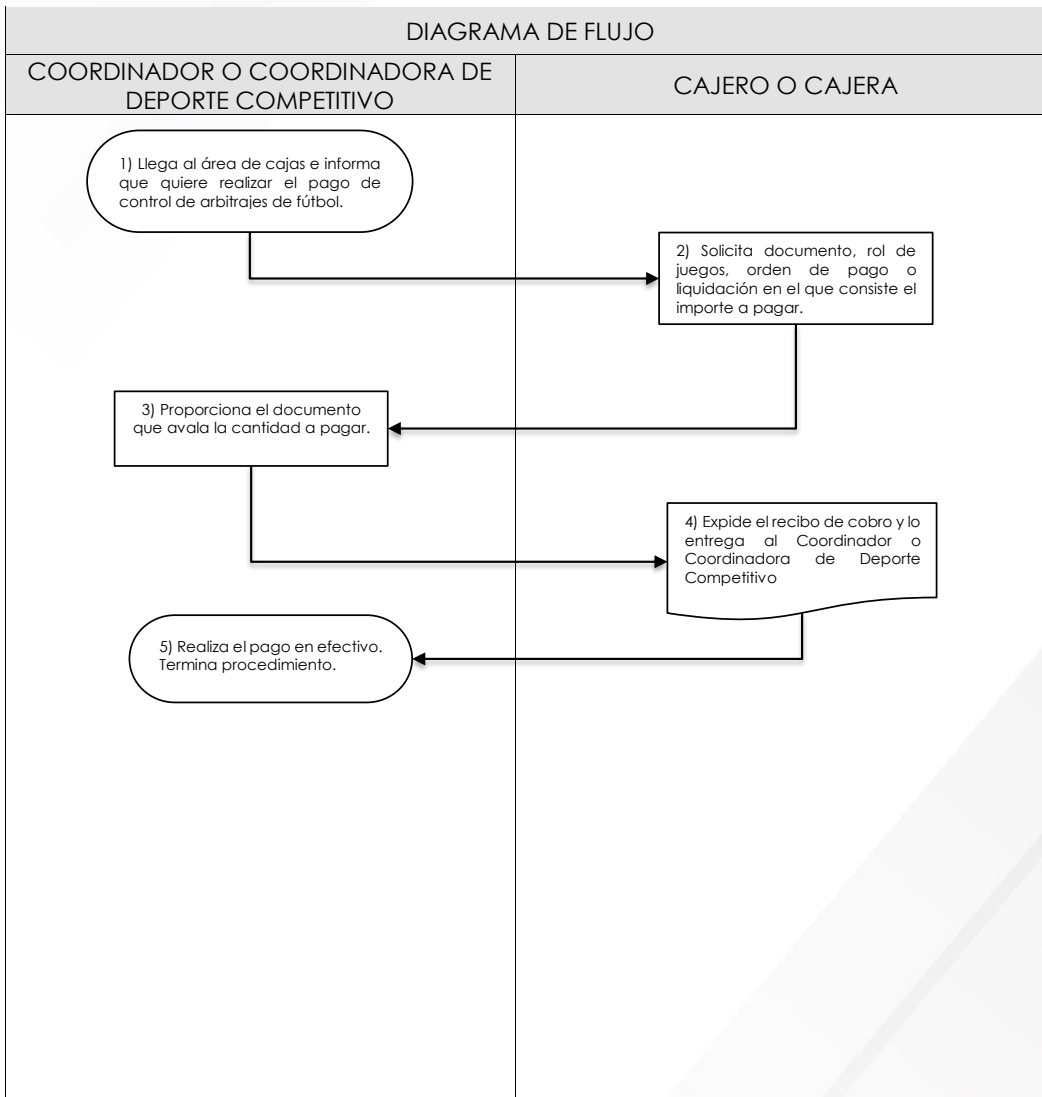 DIAGRAMA DE FLUJO
COORDINADOR O COORDINADORA DE
DEPORTE COMPETITIVO
CAJERO O CAJERA
1) Llega al área de cajas e informa
que quiere realizar el pago de
control de arbitrajes de fútbol.
2) Solicita documento, rol de
juegos, orden de pago o
liquidación en el que consiste el
importe a pagar.
3) Proporciona el documento
que avala la cantidad a pagar.
4) Expide el recibo de cobro y lo
entrega al Coordinador o
Coordinadora de Deporte
Competitivo
5) Realiza el pago en efectivo.
Termina procedimiento.